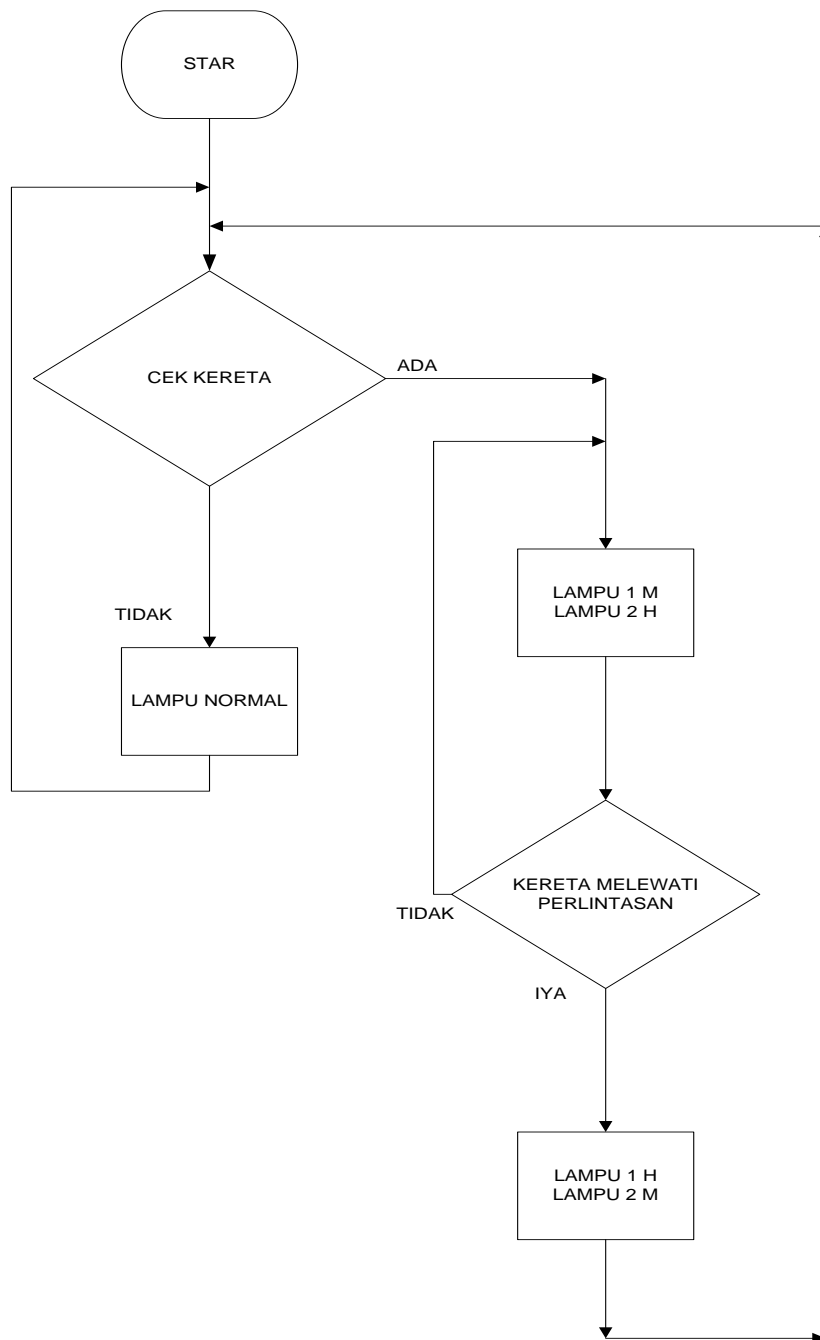 STAR
CEK KERETA
ADA
TIDAK
LAMPU NORMAL
LAMPU 1 M
LAMPU 2 H
KERETA MELEWATI
PERLINTASAN
TIDAK
IYA
LAMPU 1 H
LAMPU 2 M